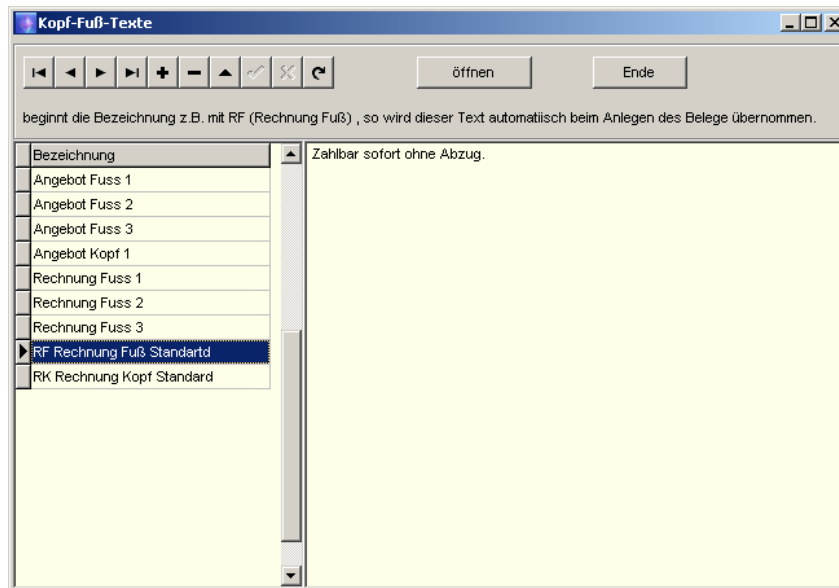 Kopf-Fuß-Texte
öffnen
Ende
beginnt die Bezeichnung z.B. mit RF (Rechnung Fuß) , so wird dieser Text automatiisch beim Anlegen des Belege übernommen.
Bezeichnung
Angebot Fuss 1
Angebot Fuss 2
Angebot Fuss 3
Angebot Kopf 1
Rechnung Fuss 1
Rechnung Fuss 2
Rechnung Fuss 3
RF Rechnung Fuß Standartd
RK Rechnung Kopf Standard
Zahlbar sofort ohne Abzug.